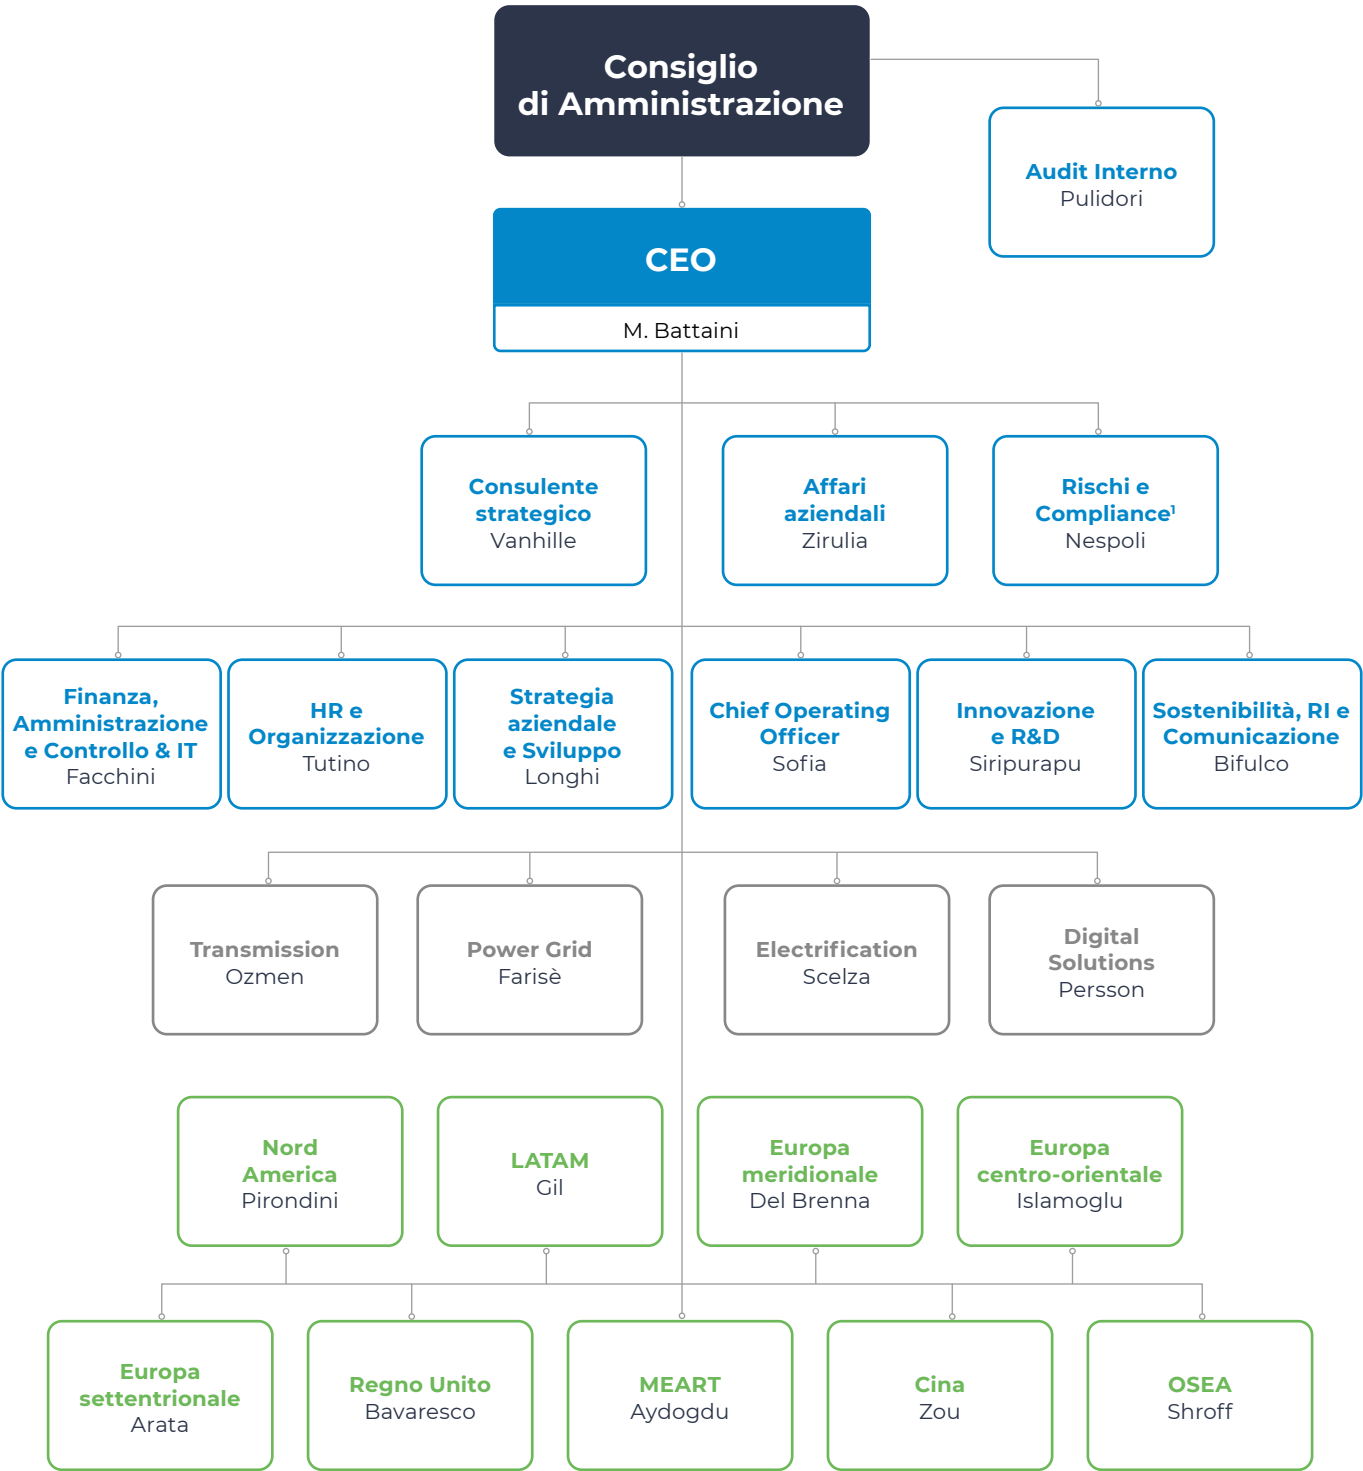 Consiglio
di Amministrazione
Audit Interno
Pulidori
CEO
M. Battaini
Consulente
strategico
Vanhille
Affari
aziendali
Zirulia
Rischi e
Compliance¹
Nespoli
Finanza,
Amministrazione
e Controllo & IT
Facchini
HR e
Organizzazione
Tutino
Strategia
aziendale
e Sviluppo
Longhi
Chief Operating
Officer
Sofia
Innovazione
e R&D
Siripurapu
Sostenibilità, RI e
Comunicazione
Bifulco
Transmission
Ozmen
Power Grid
Farisè
Electrification
Scelza
Digital
Solutions
Persson
Nord
America
Pirondini
LATAM
Gil
Europa
meridionale
Del Brenna
Europa
centro-orientale
Islamoglu
Europa
settentrionale
Arata
Regno Unito
Bavaresco
MEART
Aydogdu
Cina
Zou
OSEA
Shroff